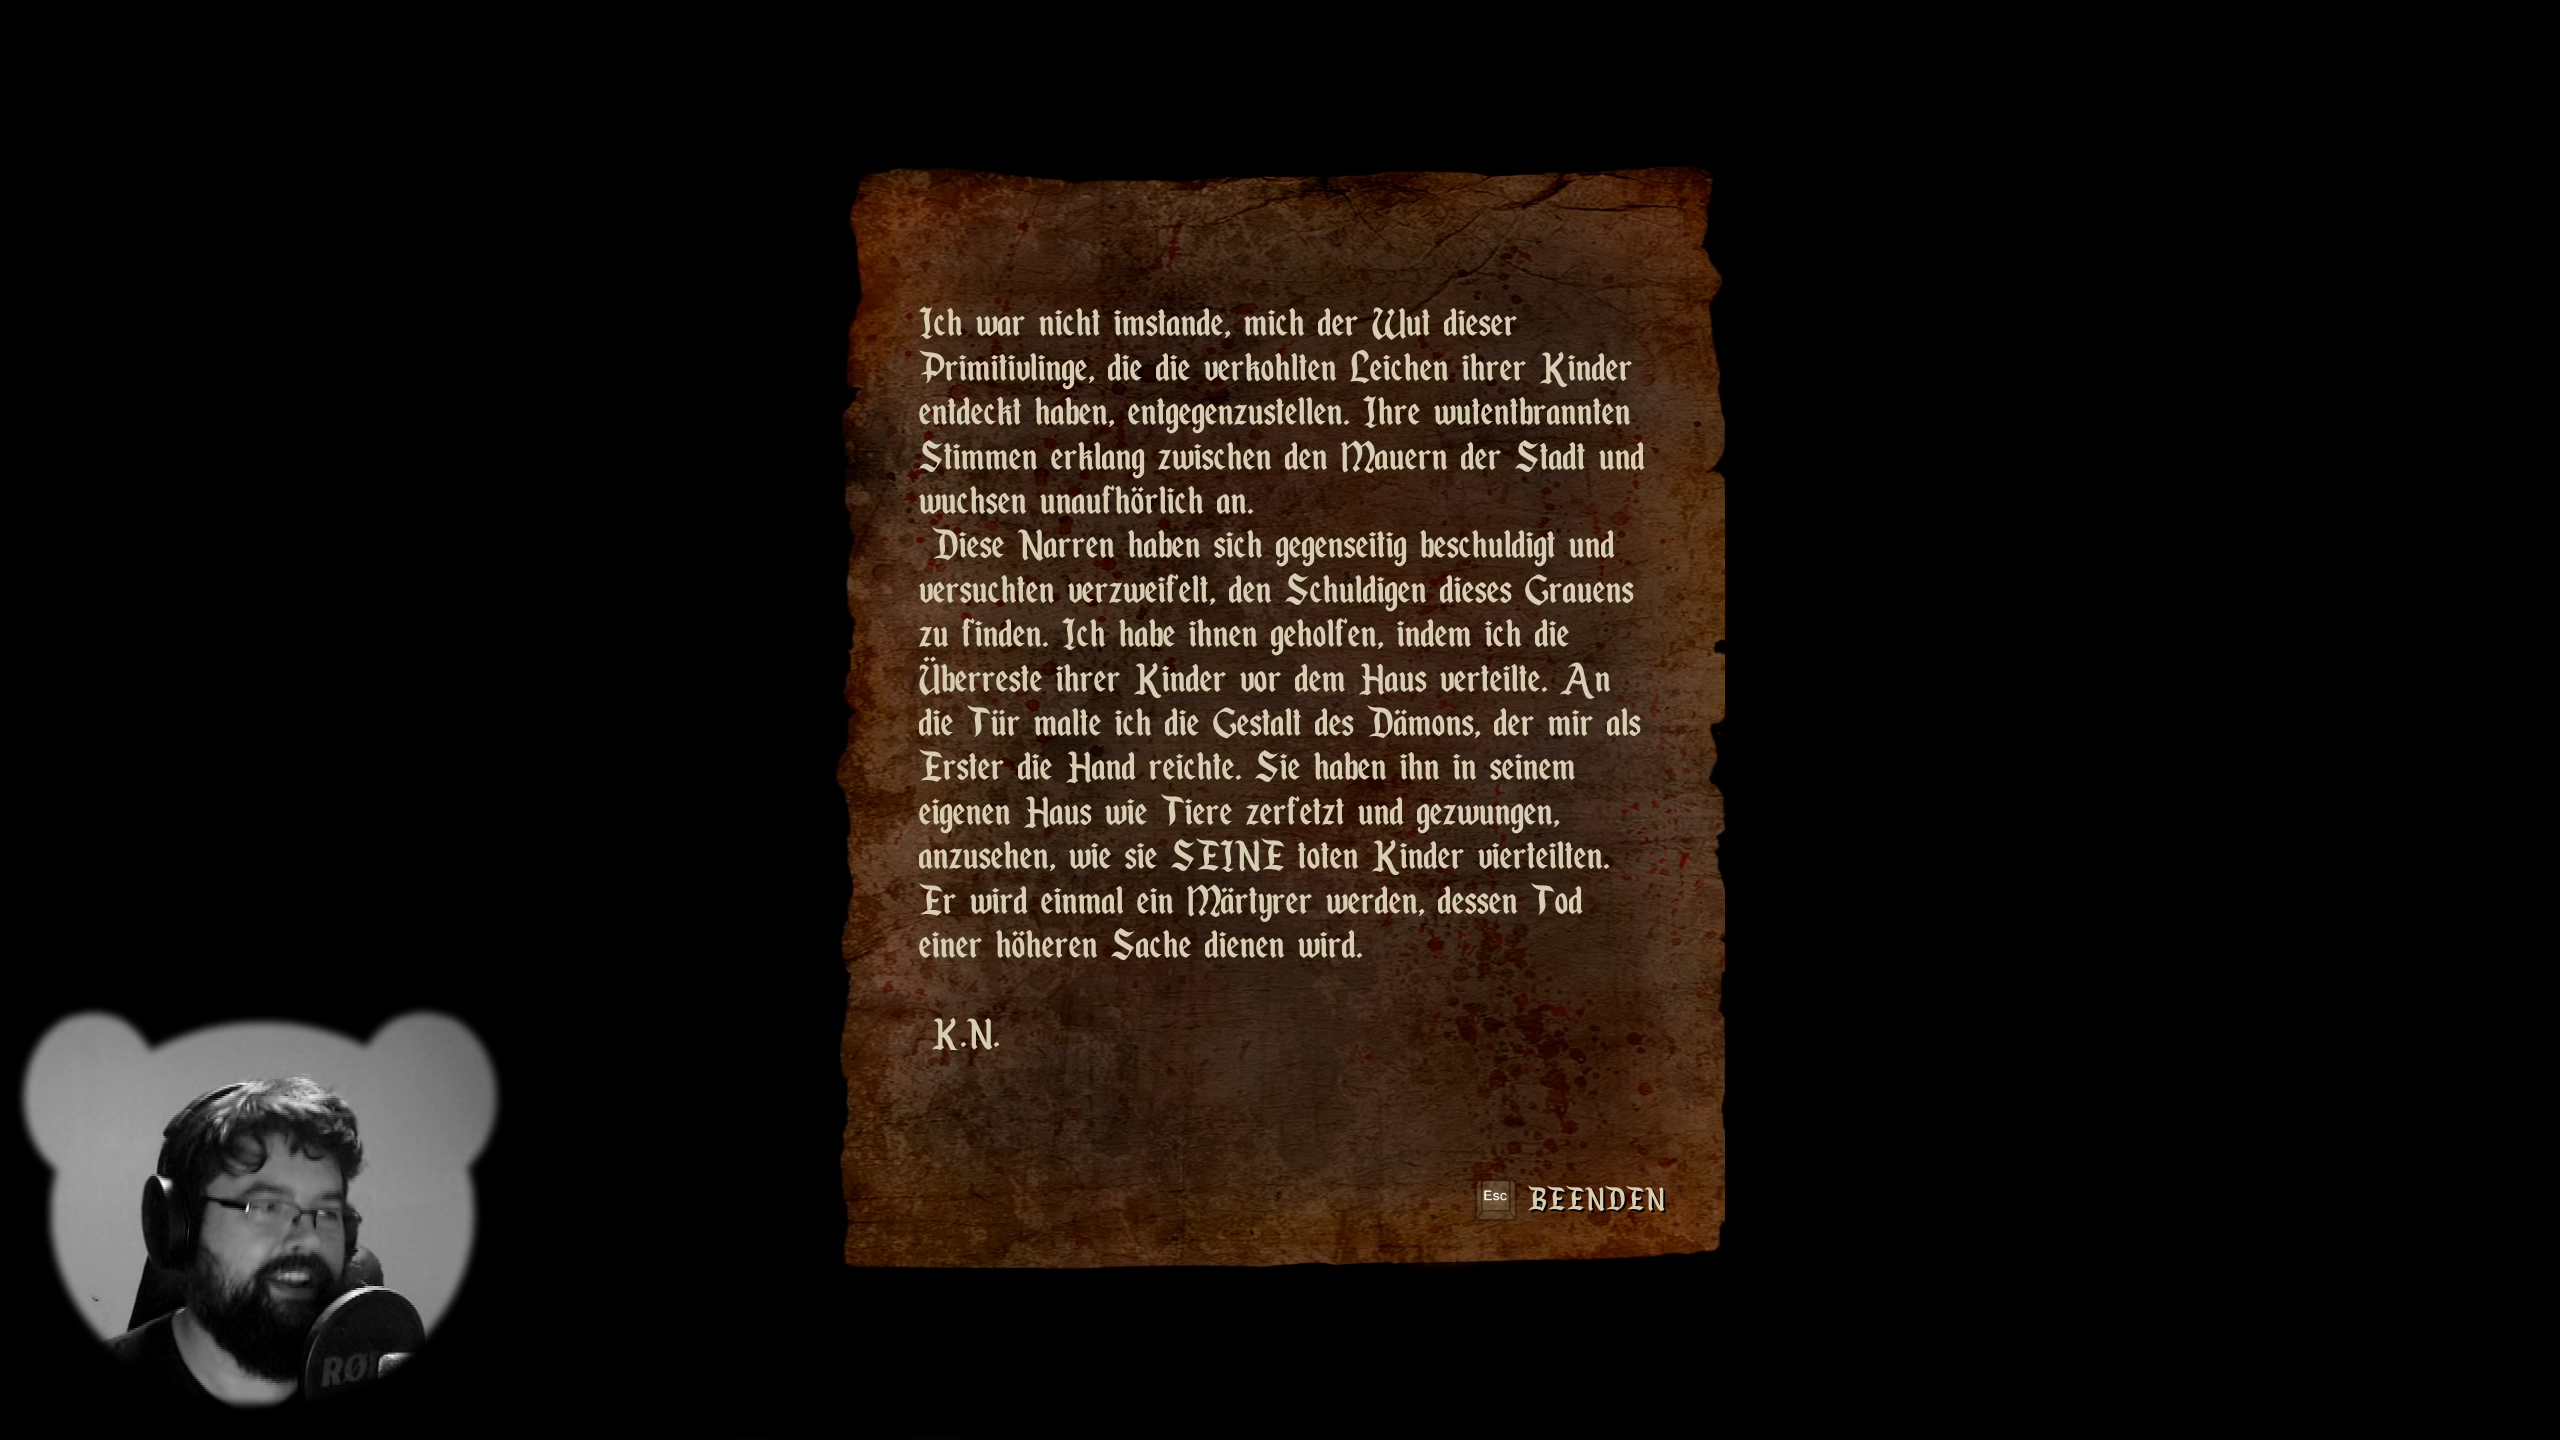 Ich war nicht imstande, mich der Wut dieser
Primitivlinge, die die verkohlten Leichen ihrer Kinder
entdeckt haben, entgegenzustellen. Ihre wutentbrannten
Stimmen erklang zwischen den Mauern der Stadt und
wuchsen unaufhörlich an.
Diese Narren haben sich gegenseitig beschuldigt und
versuchten verzweifelt, den Schuldigen dieses Grauens
zu finden. Ich habe ihnen geholfen, indem ich die
Überreste ihrer Kinder vor dem Haus verteilte. An
die Tür malte ich die Gestalt des Dämons, der mir als
Erster die Hand reichte. Sie haben ihn in seinem
eigenen Haus wie Tiere zerfetzt und gezwungen,
anzusehen, wie sie SEINE toten Kinder vierteilten.
Er wird einmal ein Märtyrer werden, dessen Tod
einer höheren Sache dienen wird.
K.N.
Esc BEENDEN
RØ